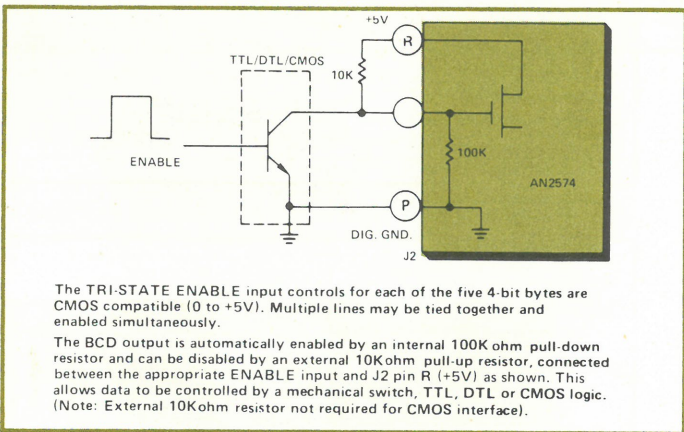 +5V
R
TTL/DTL/CMOS
10K
ENABLE
100K
AN2574
P
DIG. GND.
J2
The TRI-STATE ENABLE input controls for each of the five 4-bit bytes are
CMOS compatible (0 to +5V). Multiple lines may be tied together and
enabled simultaneously.
The BCD output is automatically enabled by an internal 100K ohm pull-down
resistor and can be disabled by an external 10Kohm pull-up resistor, connected
between the appropriate ENABLE input and J2 pin R (+5V) as shown. This
allows data to be controlled by a mechanical switch, TTL, DTL or CMOS logic.
(Note: External 10Kohm resistor not required for CMOS interface).